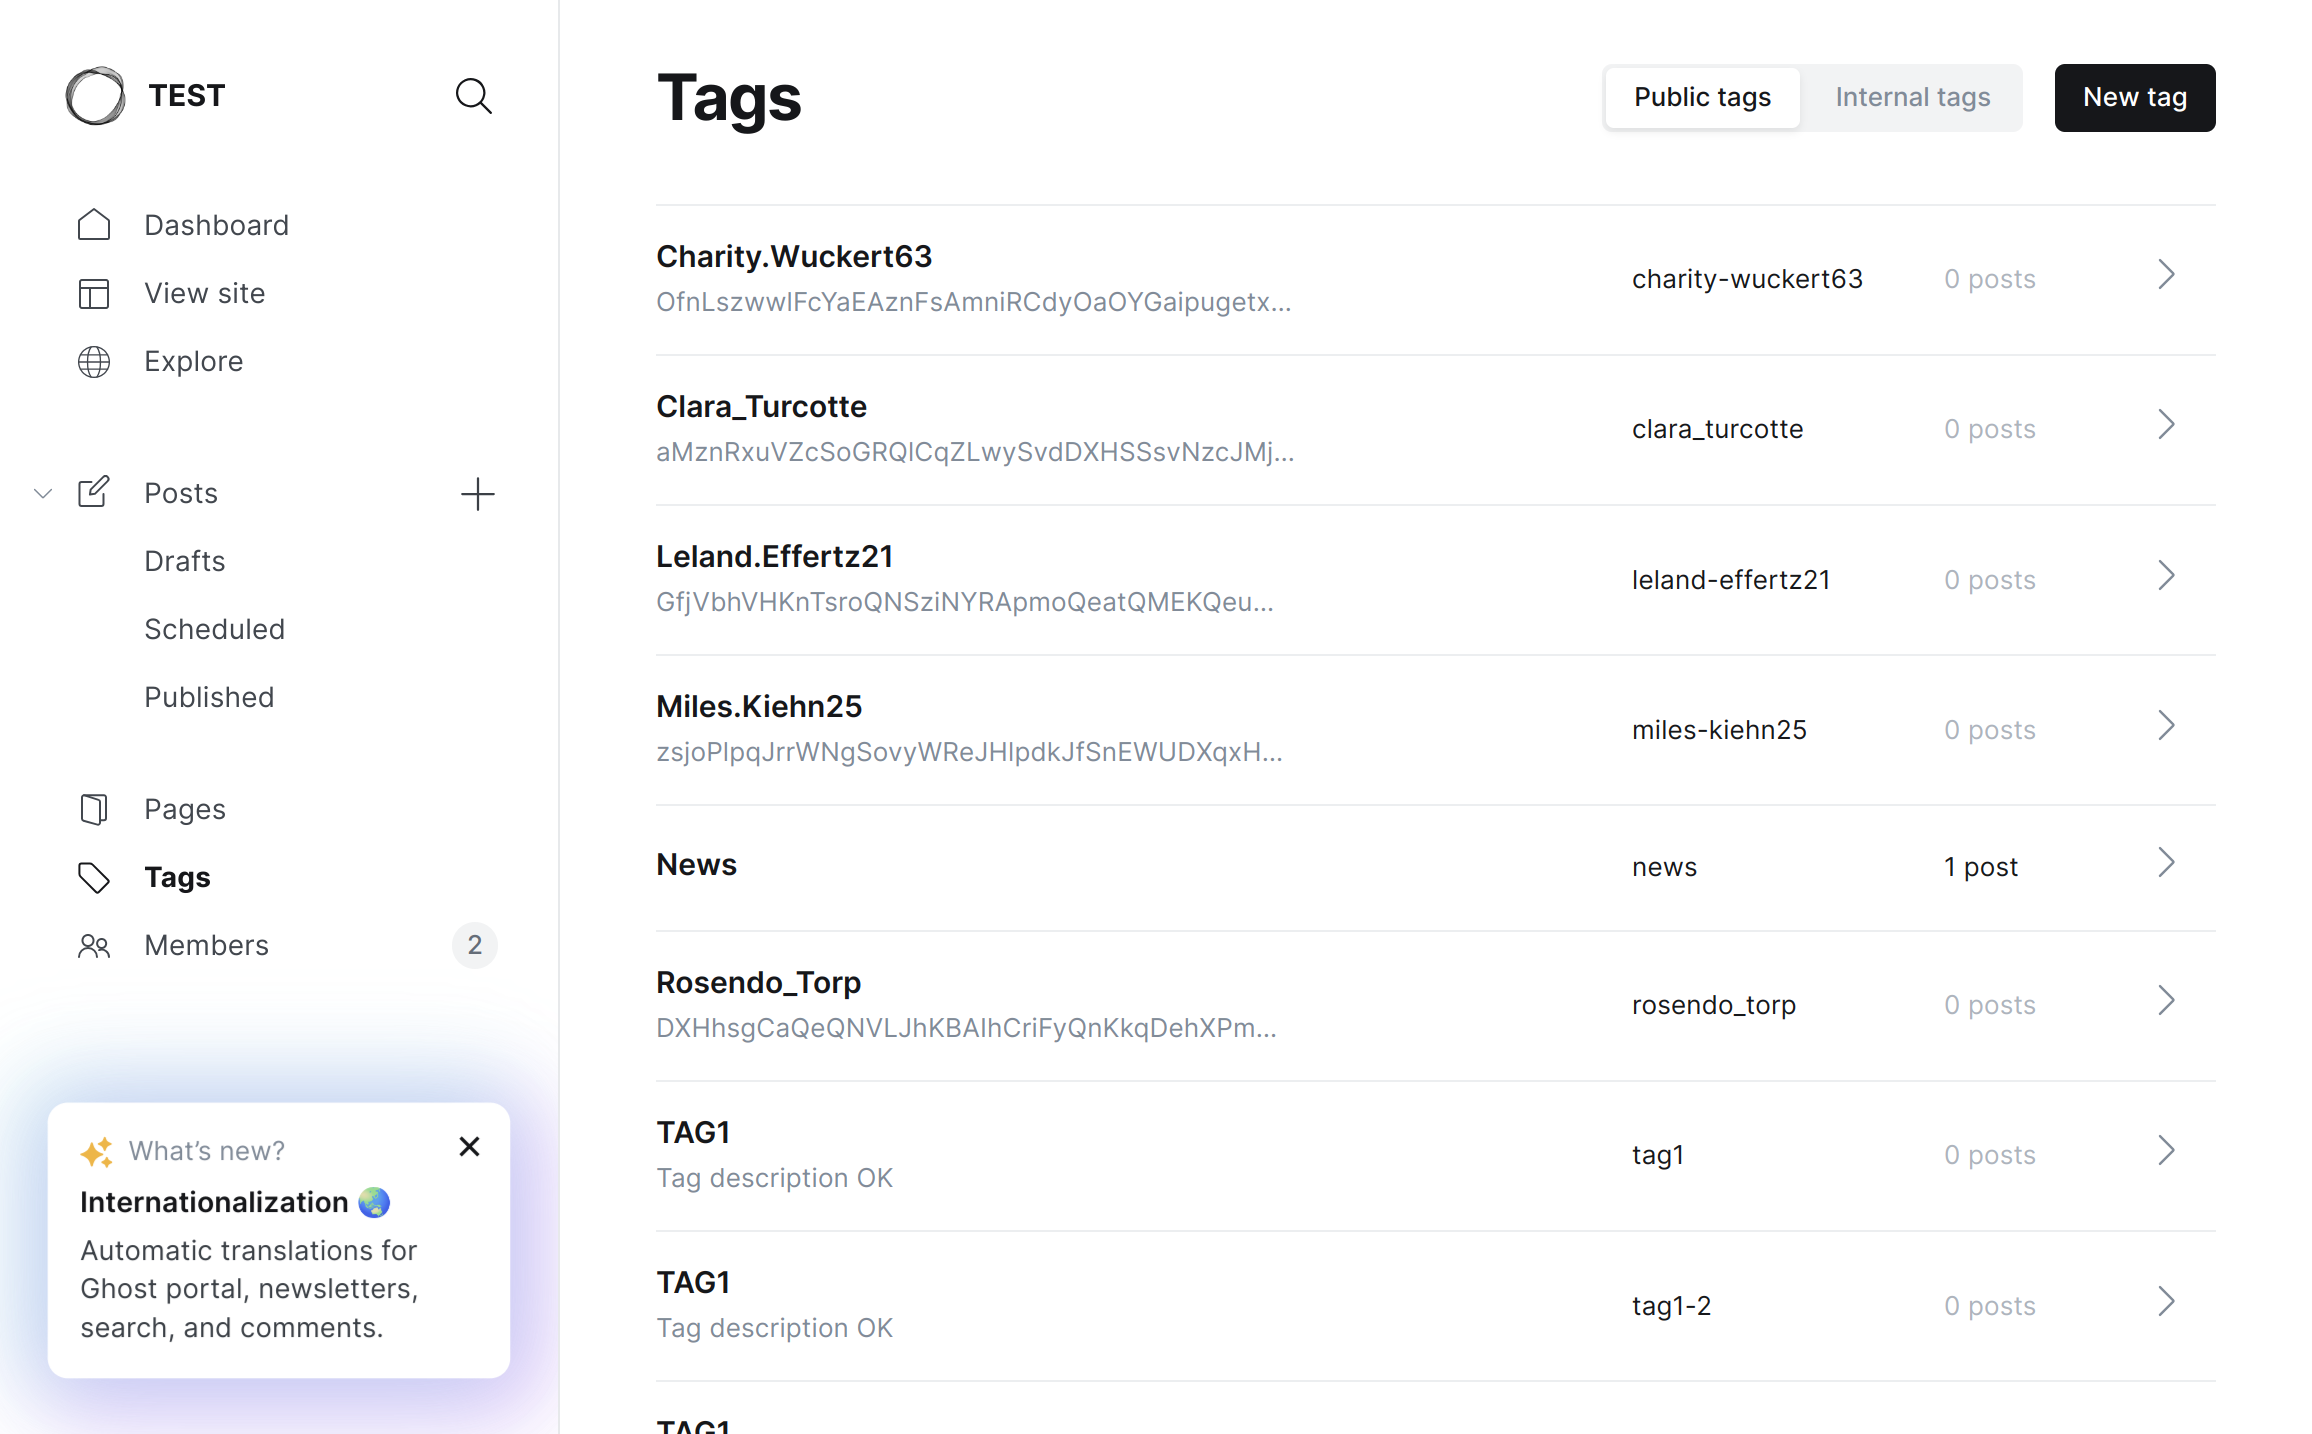 TEST
Dashboard
View site
Explore
Posts
Drafts
Scheduled
Published
Pages
Tags
Members
2
What's new?
Internationalization 🌏
Automatic translations for
Ghost portal, newsletters,
search, and comments.
Tags
Public tags
Internal tags
New tag
Charity.Wuckert63
OfnLszwwlFcYaEAznFsAmniRCdyOaOYGaipugetx...
charity-wuckert63
0 posts
Clara_Turcotte
aMznRxuVZcSoGRQlCqZLwySvdDXHSSsvNzcJMj...
clara_turcotte
0 posts
Leland.Effertz21
GfjVbhVHKnTsroQNSziNYRApmoQeatQMEKQeu...
leland-effertz21
0 posts
Miles.Kiehn25
zsjoPlpqJrrWNgSovyWReJHlpdkJfSnEWUDXqxH...
miles-kiehn25
0 posts
News
news
1 post
Rosendo_Torp
DXHhsgCaQeQNVLJhKBAlhCriFyQnKkqDehXPm...
rosendo_torp
0 posts
TAG1
Tag description OK
tag1
0 posts
TAG1
Tag description OK
tag1-2
0 posts
TAG1